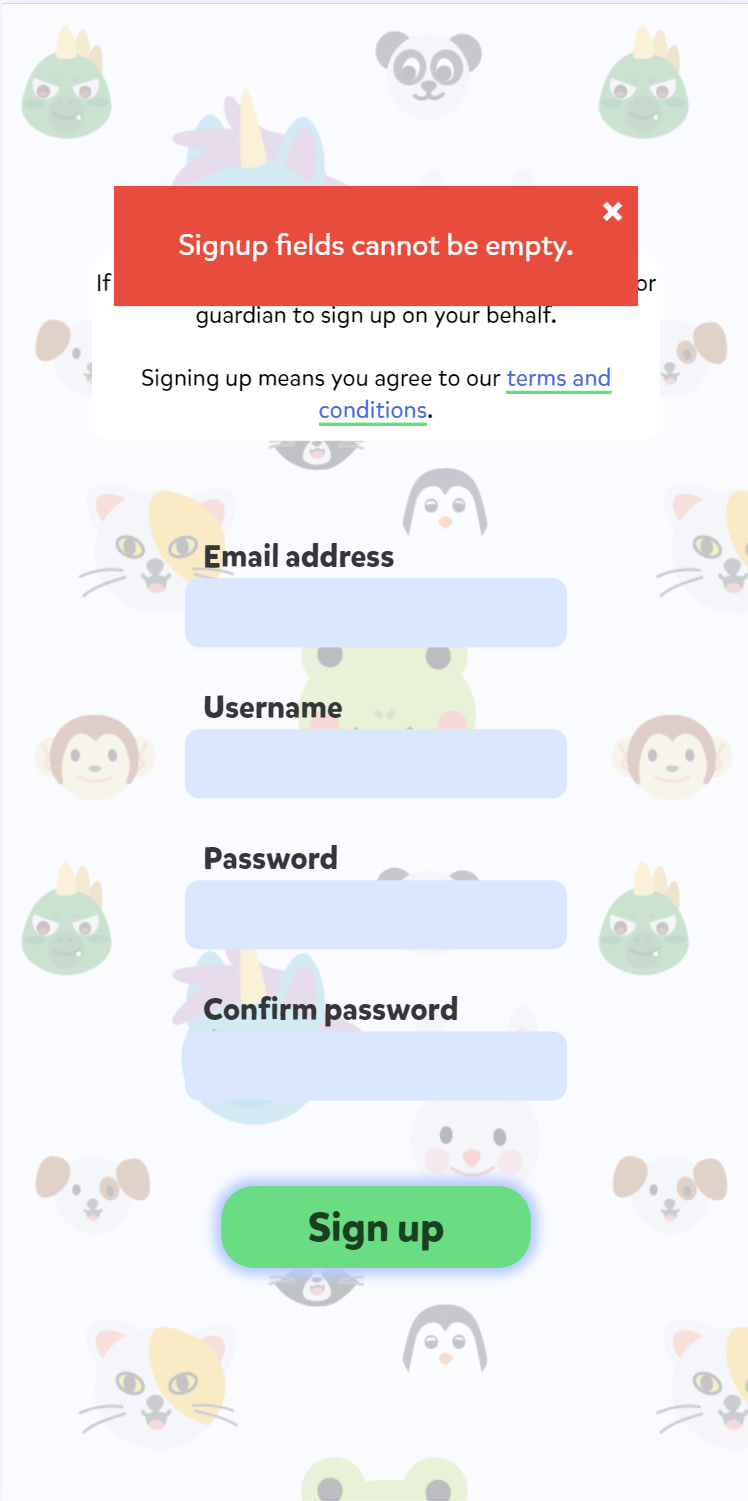 Signup fields cannot be empty.
If or
guardian to sign up on your behalf.
Signing up means you agree to our terms and
conditions.
Email address
Username
Password
Confirm password
Sign up